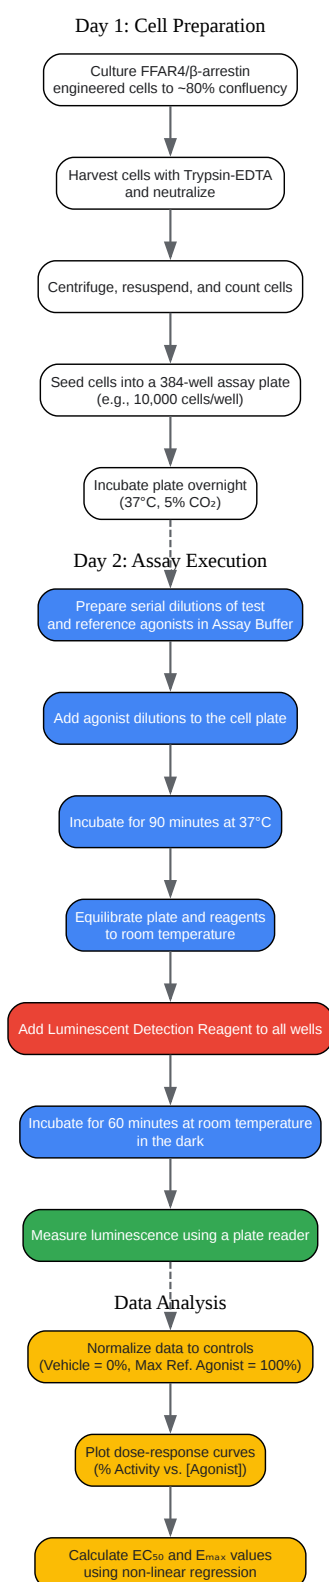 Day 1: Cell Preparation
Culture FFAR4/β-arrestin
engineered cells to ~80% confluency
Harvest cells with Trypsin-EDTA
and neutralize
Centrifuge, resuspend, and count cells
Seed cells into a 384-well assay plate
(e.g., 10,000 cells/well)
Incubate plate overnight
(37°C, 5% CO₂)
Day 2: Assay Execution
Prepare serial dilutions of test
and reference agonists in Assay Buffer
Add agonist dilutions to the cell plate
Incubate for 90 minutes at 37°C
Equilibrate plate and reagents
to room temperature
Add Luminescent Detection Reagent to all wells
Incubate for 60 minutes at room temperature
in the dark
Measure luminescence using a plate reader
Data Analysis
Normalize data to controls
(Vehicle = 0%, Max Ref. Agonist = 100%)
Plot dose-response curves
(% Activity vs. [Agonist])
Calculate EC₅₀ and Eₘₐₓ values
using non-linear regression